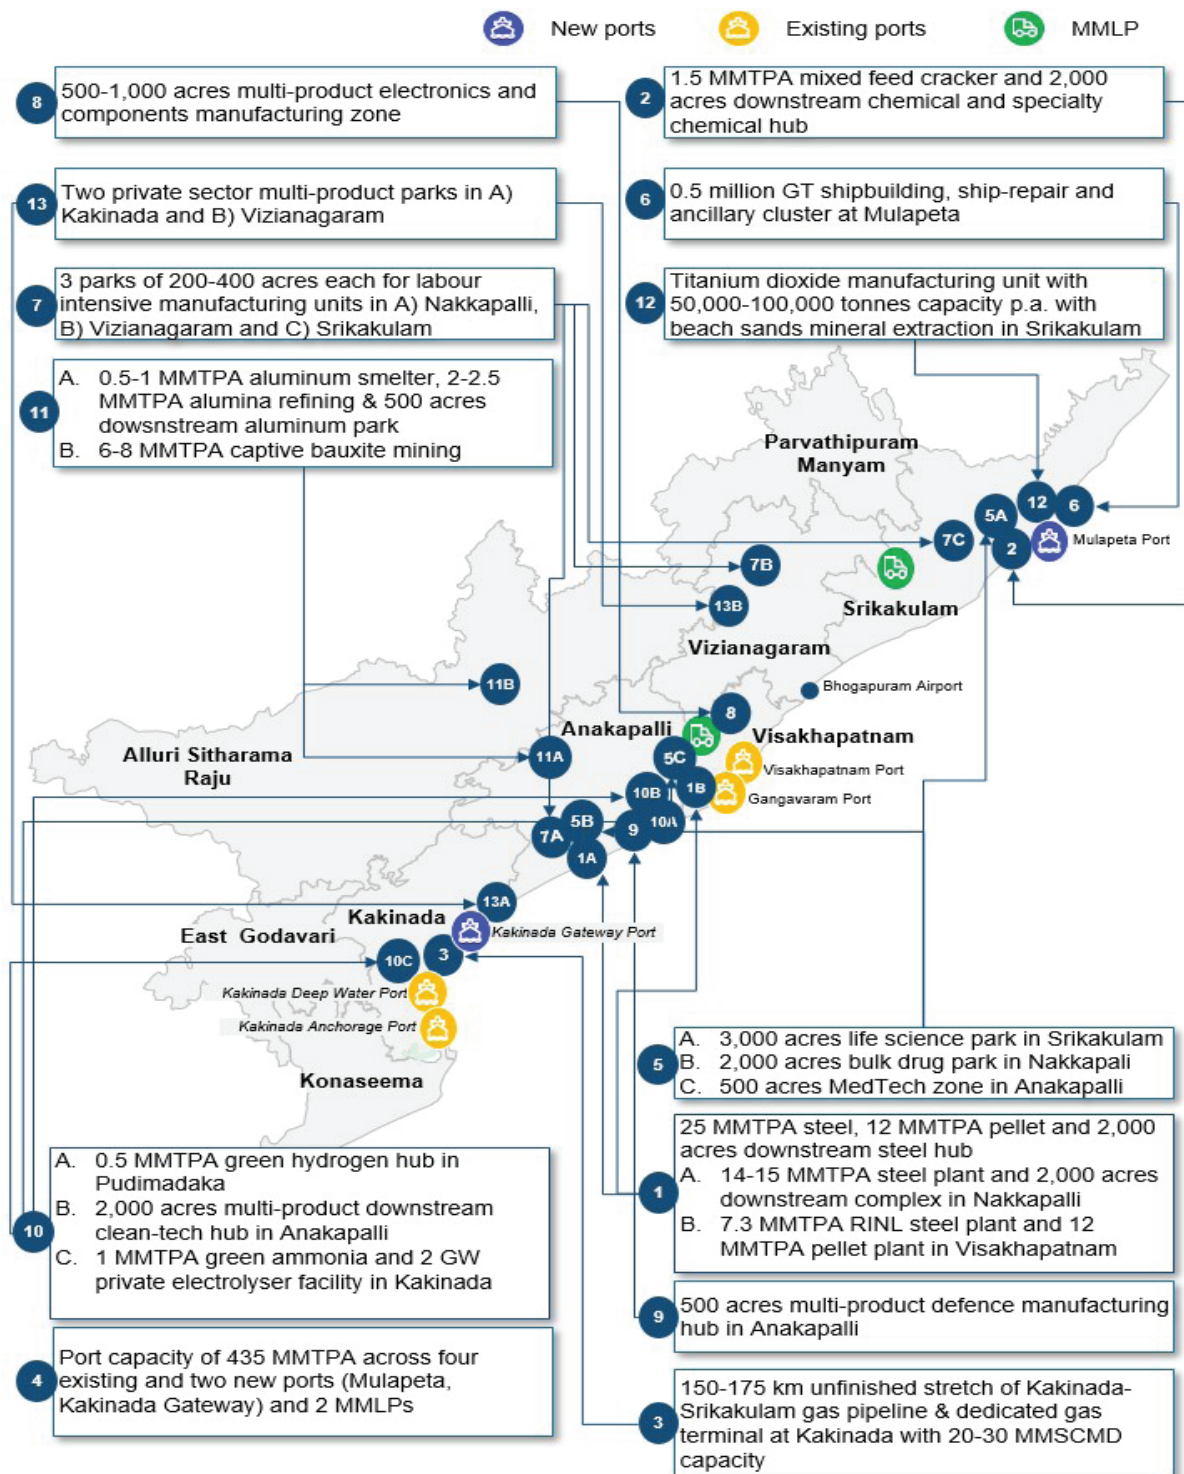 New ports
Existing ports
MMLP
8
500-1,000 acres multi-product electronics and
components manufacturing zone
2
1.5 MMTPA mixed feed cracker and 2,000
acres downstream chemical and specialty
chemical hub
13
Two private sector multi-product parks in A)
Kakinada and B) Vizianagaram
6
0.5 million GT shipbuilding, ship-repair and
ancillary cluster at Mulapeta
7
3 parks of 200-400 acres each for labour
intensive manufacturing units in A) Nakkapalli,
B) Vizianagaram and C) Srikakulam
12
Titanium dioxide manufacturing unit with
50,000-100,000 tonnes capacity p.a. with
beach sands mineral extraction in Srikakulam
11
A. 0.5-1 MMTPA aluminum smelter, 2-2.5
MMTPA alumina refining & 500 acres
dowsnstream aluminum park
B. 6-8 MMTPA captive bauxite mining
Parvathipuram
Manyam
12
6
5A
7C
2
Mulapeta Port
7B
13B
Srikakulam
Vizianagaram
11B
Bhogapuram Airport
8
Anakapalli
Visakhapatnam
Alluri Sitharama
Raju
11A
5C
Visakhapatnam Port
1B
10B
Gangavaram Port
5B
10A
7A
9
1A
13A
Kakinada
East Godavari
Kakinada Gateway Port
10C
3
Kakinada Deep Water Port
Kakinada Anchorage Port
Konaseema
5
A. 3,000 acres life science park in Srikakulam
B. 2,000 acres bulk drug park in Nakkapali
C. 500 acres MedTech zone in Anakapalli
10
A. 0.5 MMTPA green hydrogen hub in
Pudimadaka
B. 2,000 acres multi-product downstream
clean-tech hub in Anakapalli
C. 1 MMTPA green ammonia and 2 GW
private electrolyser facility in Kakinada
1
25 MMTPA steel, 12 MMTPA pellet and 2,000
acres downstream steel hub
A. 14-15 MMTPA steel plant and 2,000 acres
downstream complex in Nakkapalli
B. 7.3 MMTPA RINL steel plant and 12
MMTPA pellet plant in Visakhapatnam
9
500 acres multi-product defence manufacturing
hub in Anakapalli
4
Port capacity of 435 MMTPA across four
existing and two new ports (Mulapeta,
Kakinada Gateway) and 2 MMLPs
3
150-175 km unfinished stretch of Kakinada-
Srikakulam gas pipeline & dedicated gas
terminal at Kakinada with 20-30 MMSCMD
capacity